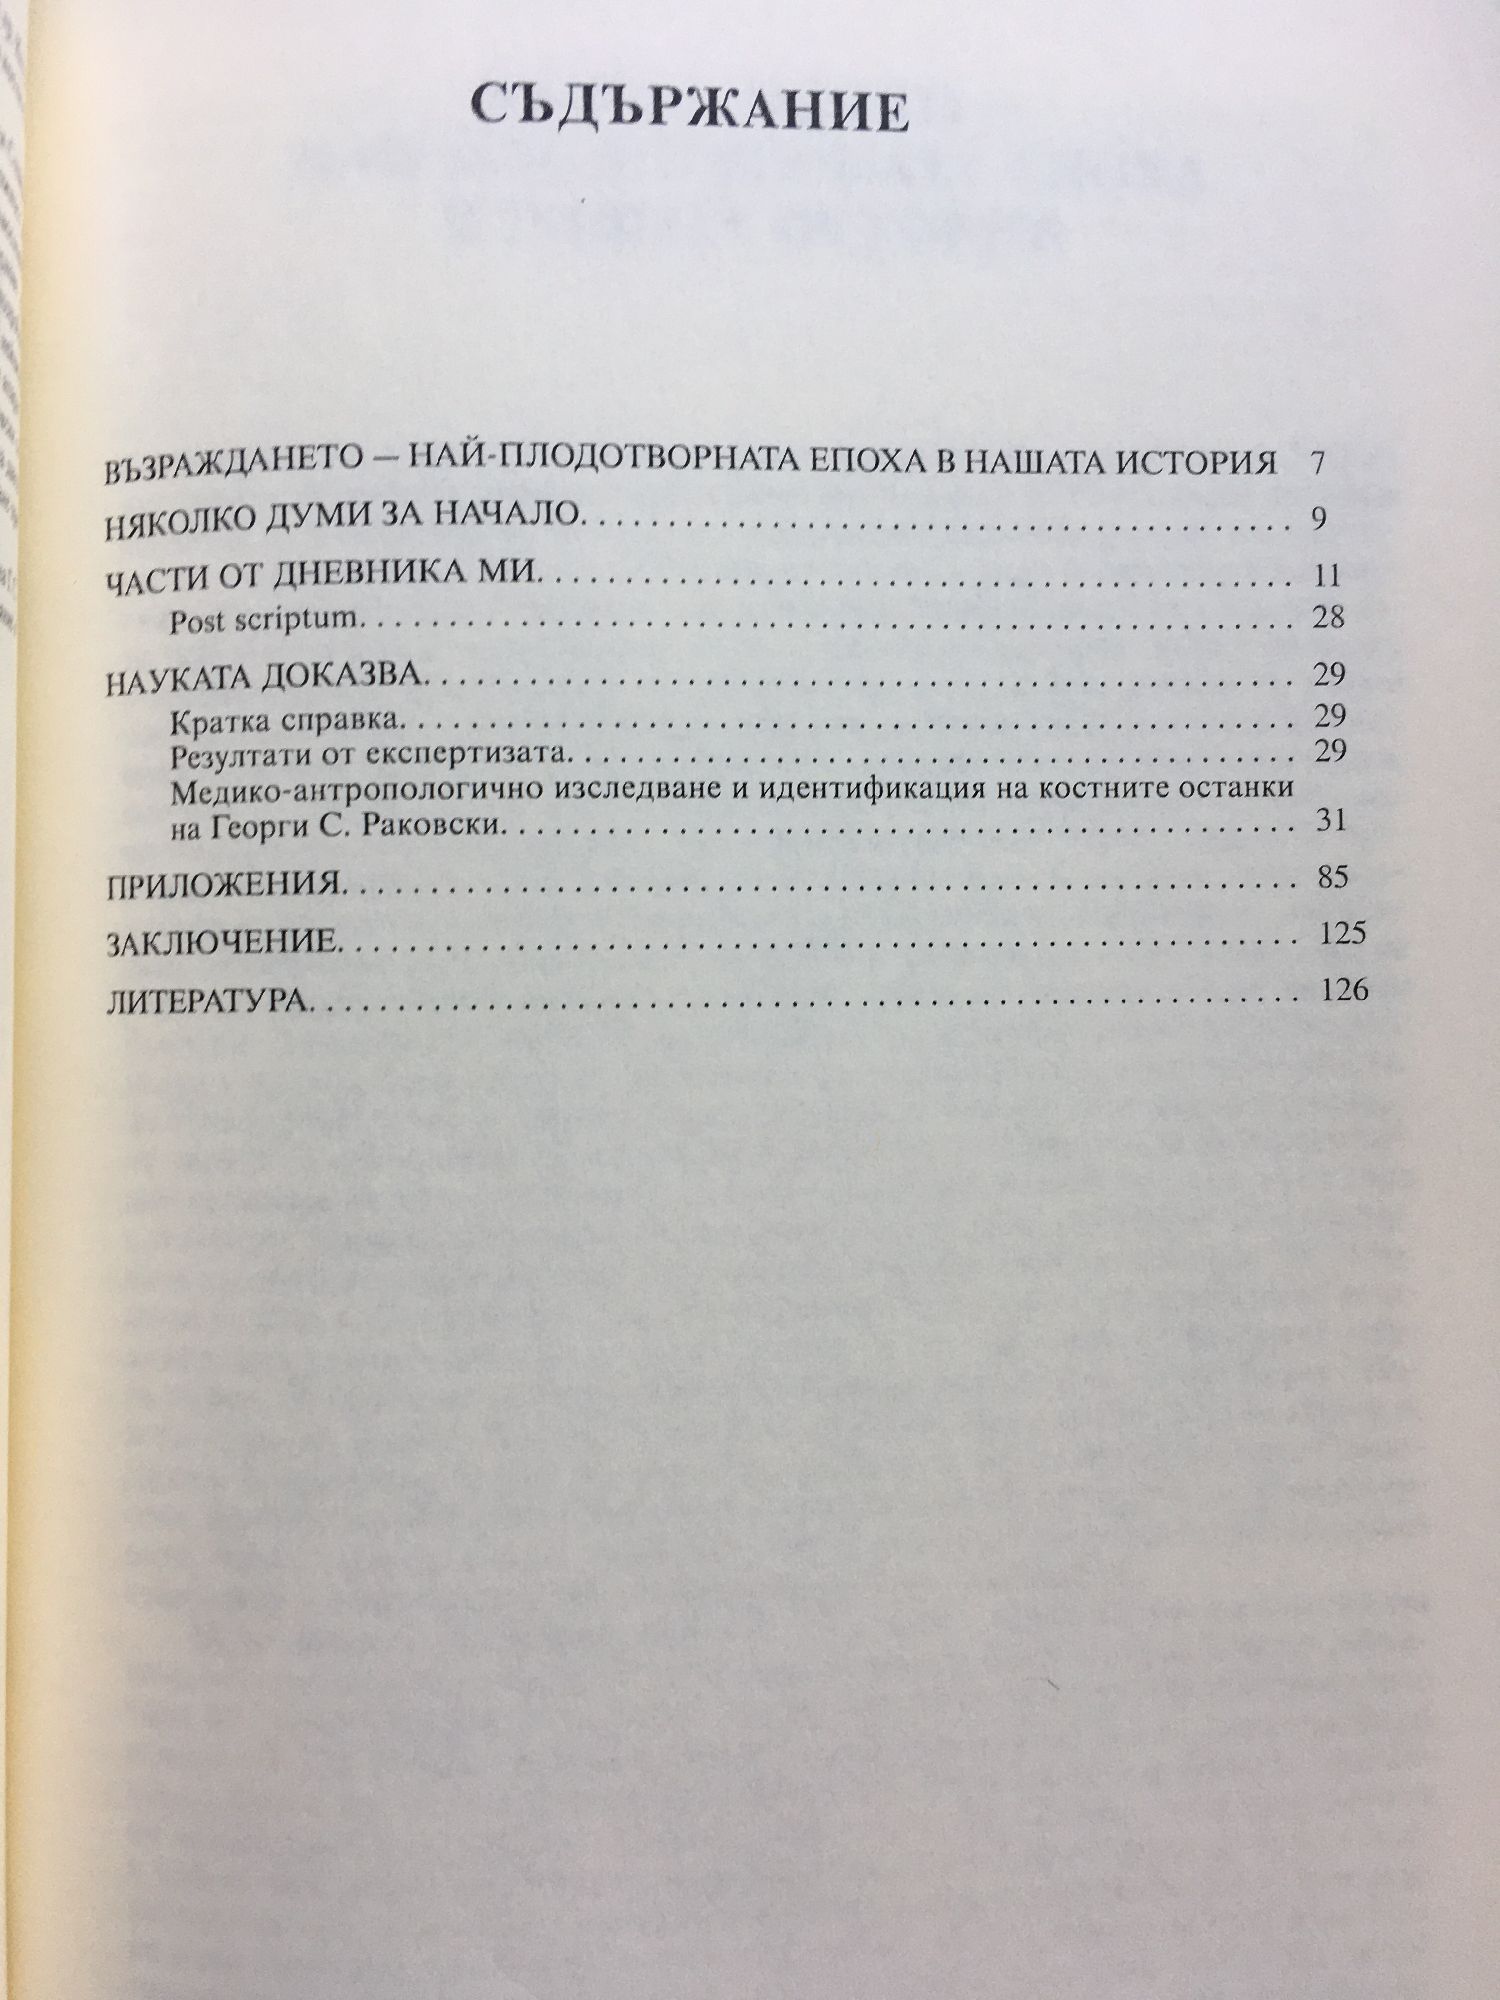 СЪДЪРЖАНИЕ
ВЪЗРАЖДАНЕТО — НАЙ-ПЛОДОТВОРНАТА ЕПОХА В НАШАТА ИСТОРИЯ 7
НЯКОЛКО ДУМИ ЗА НАЧАЛО. . . . . . . . . . . . . . . . . . . . . . . . . . . . . . . . . . . . . . . . 9
ЧАСТИ ОТ ДНЕВНИКА МИ. . . . . . . . . . . . . . . . . . . . . . . . . . . . . . . . . . . . . . . . . . 11
Post scriptum. . . . . . . . . . . . . . . . . . . . . . . . . . . . . . . . . . . . . . . . . . . . . . . . . . . . 28
НАУКАТА ДОКАЗВА. . . . . . . . . . . . . . . . . . . . . . . . . . . . . . . . . . . . . . . . . . . . . . . . 29
Кратка справка. . . . . . . . . . . . . . . . . . . . . . . . . . . . . . . . . . . . . . . . . . . . . . . . . . 29
Резултати от експертизата. . . . . . . . . . . . . . . . . . . . . . . . . . . . . . . . . . . . . . . . . 29
Медико-антропологично изследване и идентификация на костните останки
на Георги С. Раковски. . . . . . . . . . . . . . . . . . . . . . . . . . . . . . . . . . . . . . . . . . . . 31
ПРИЛОЖЕНИЯ. . . . . . . . . . . . . . . . . . . . . . . . . . . . . . . . . . . . . . . . . . . . . . . . . . . . . 85
ЗАКЛЮЧЕНИЕ. . . . . . . . . . . . . . . . . . . . . . . . . . . . . . . . . . . . . . . . . . . . . . . . . . . . . 125
ЛИТЕРАТУРА. . . . . . . . . . . . . . . . . . . . . . . . . . . . . . . . . . . . . . . . . . . . . . . . . . . . . . . 126